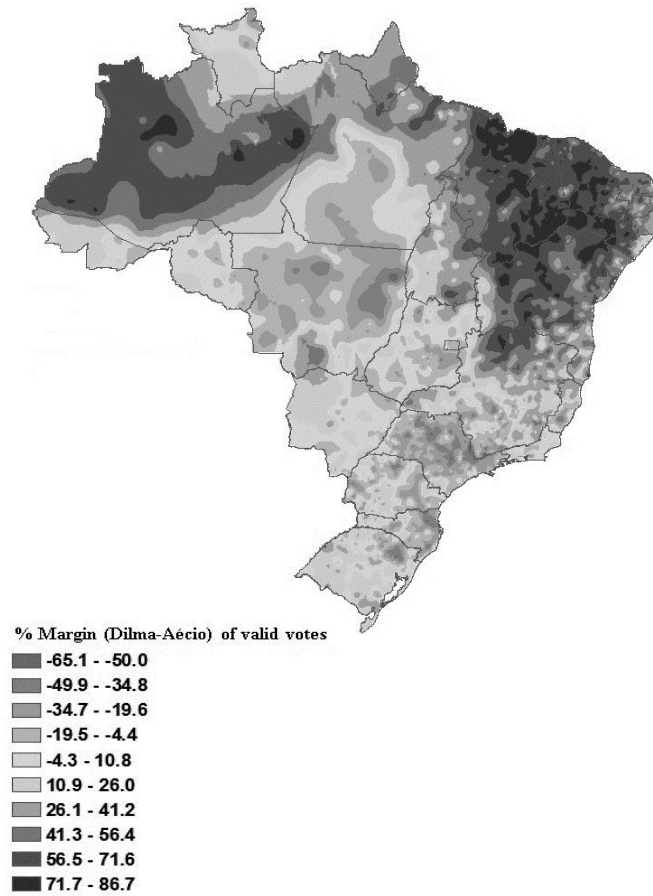 % Margin (Dilma-Aécio) of valid votes
-65.1 - -50.0
-49.9 - -34.8
-34.7 - -19.6
-19.5 - -4.4
-4.3 - 10.8
10.9 - 26.0
26.1 - 41.2
41.3 - 56.4
56.5 - 71.6
71.7 - 86.7